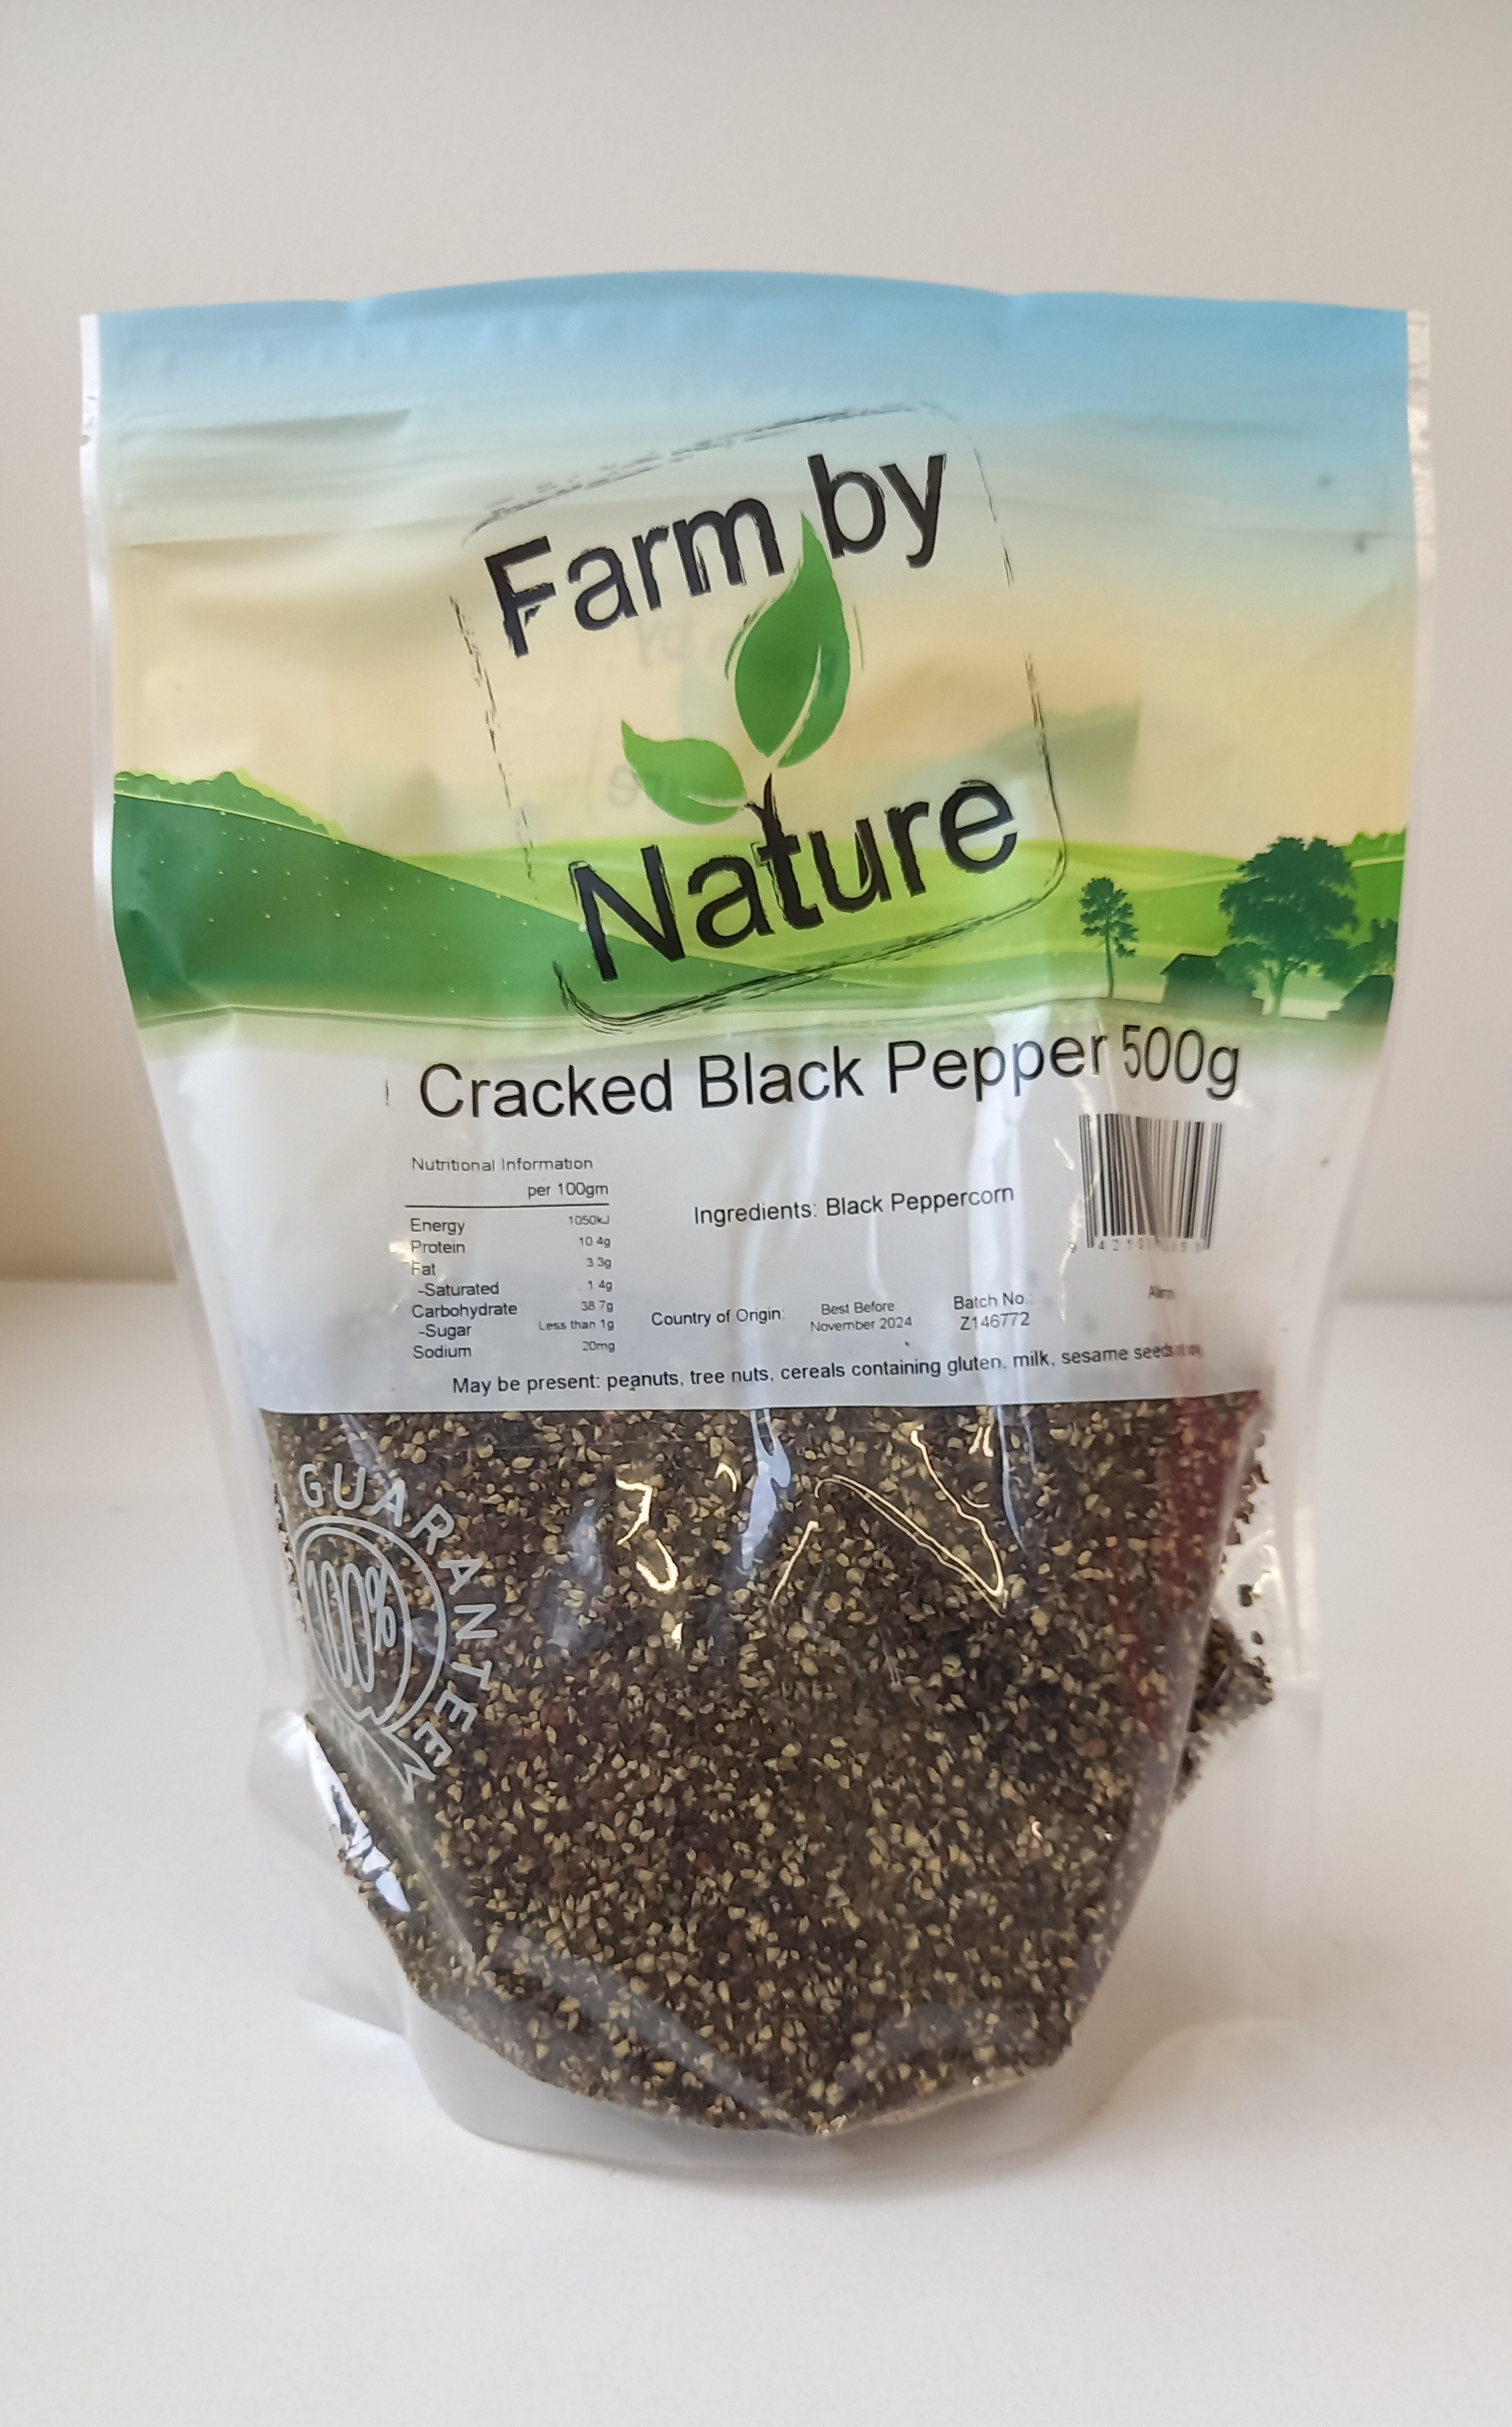 Farm by
Nature
Cracked Black Pepper 500g
Nutritional Information
per 100gm
Energy 1050kJ
Protein 10.4g
Fat 3.3g
-Saturated 1.4g
Carbohydrate 38.7g
-Sugar Less than 1g
Sodium 20mg
Ingredients: Black Peppercorn
Country of Origin:
Best Before
November 2024
Batch No.:
Z146772
May be present: peanuts, tree nuts, cereals containing gluten, milk, sesame seeds
GUARANTEE
100%